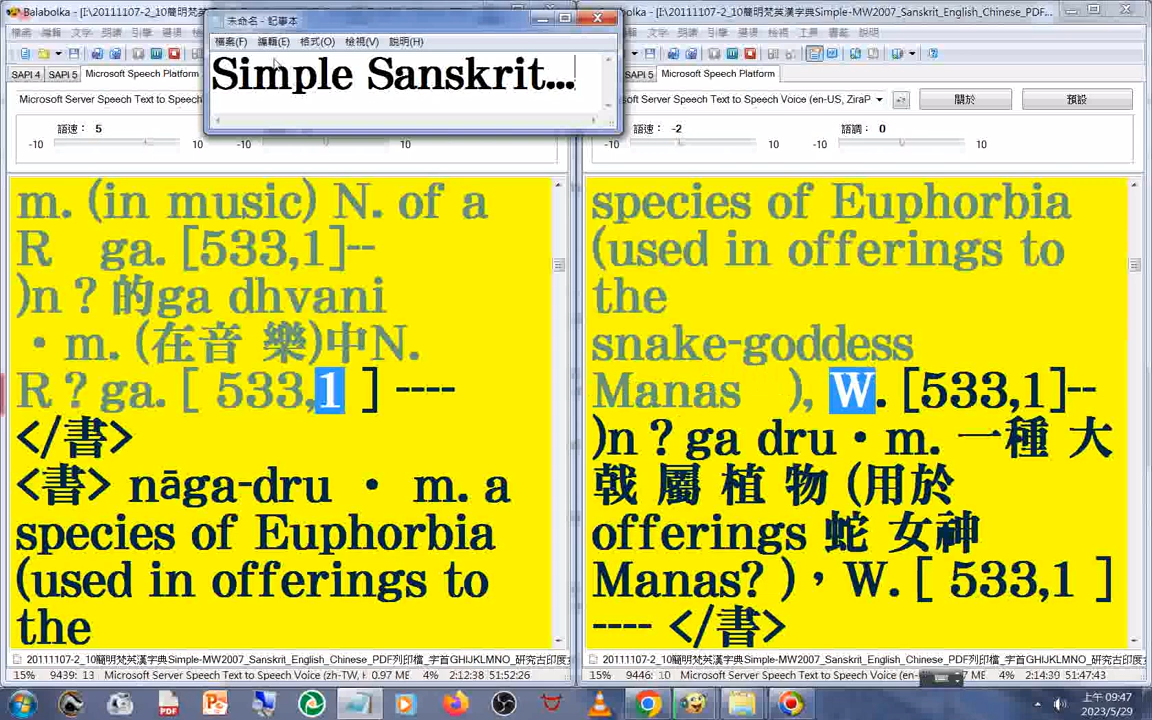 Balabolka - [I:\20111107-2_10簡明梵
未命名 - 記事本
olka - [I:\20111107-2_10簡明梵英漢字典Simple-MW2007_Sanskrit_English_Chinese_PDF...
檔案(F) 編輯(E) 格式(O) 檢視(V) 說明(H)
Simple Sanskrit...
SAPI 4 SAPI 5 Microsoft Speech Platform
SAPI 5 Microsoft Speech Platform
Microsoft Server Speech Text to Speech
soft Server Speech Text to Speech Voice (en-US, ZiraP
關於 預設
語速： 5
-10 10 -10 10
語速： -2 語調： 0
-10 10 -10 10
m. (in music) N. of a
R ga. [533,1]--
)n？的ga dhvani
・m. (在音 樂)中N.
R？ga. [ 533,1 ] ----
</書>
<書> nāga-dru ・ m. a
species of Euphorbia
(used in offerings to
the
species of Euphorbia
(used in offerings to
the
snake-goddess
Manas ), W. [533,1]--
)n？ga dru・m. 一種 大
戟 屬 植 物 (用於
offerings 蛇 女神
Manas? )，W. [ 533,1 ]
---- </書>
20111107-2_10簡明梵英漢字典Simple-MW2007_Sanskrit_English_Chinese_PDF列印檔_字首GHIJKLMNO_研究古印度
20111107-2_10簡明梵英漢字典Simple-MW2007_Sanskrit_English_Chinese_PDF列印檔_字首GHIJKLMNO_研究古印度
15% 9439: 13 Microsoft Server Speech Text to Speech Voice (zh-TW, 0.97 ME 4% 2:12:38 51:52:26
15% 9446: 10 Microsoft Server Speech Text to Speech Voice 0.97 ME 4% 2:14:39 51:47:43
上午 09:47
2023/5/29